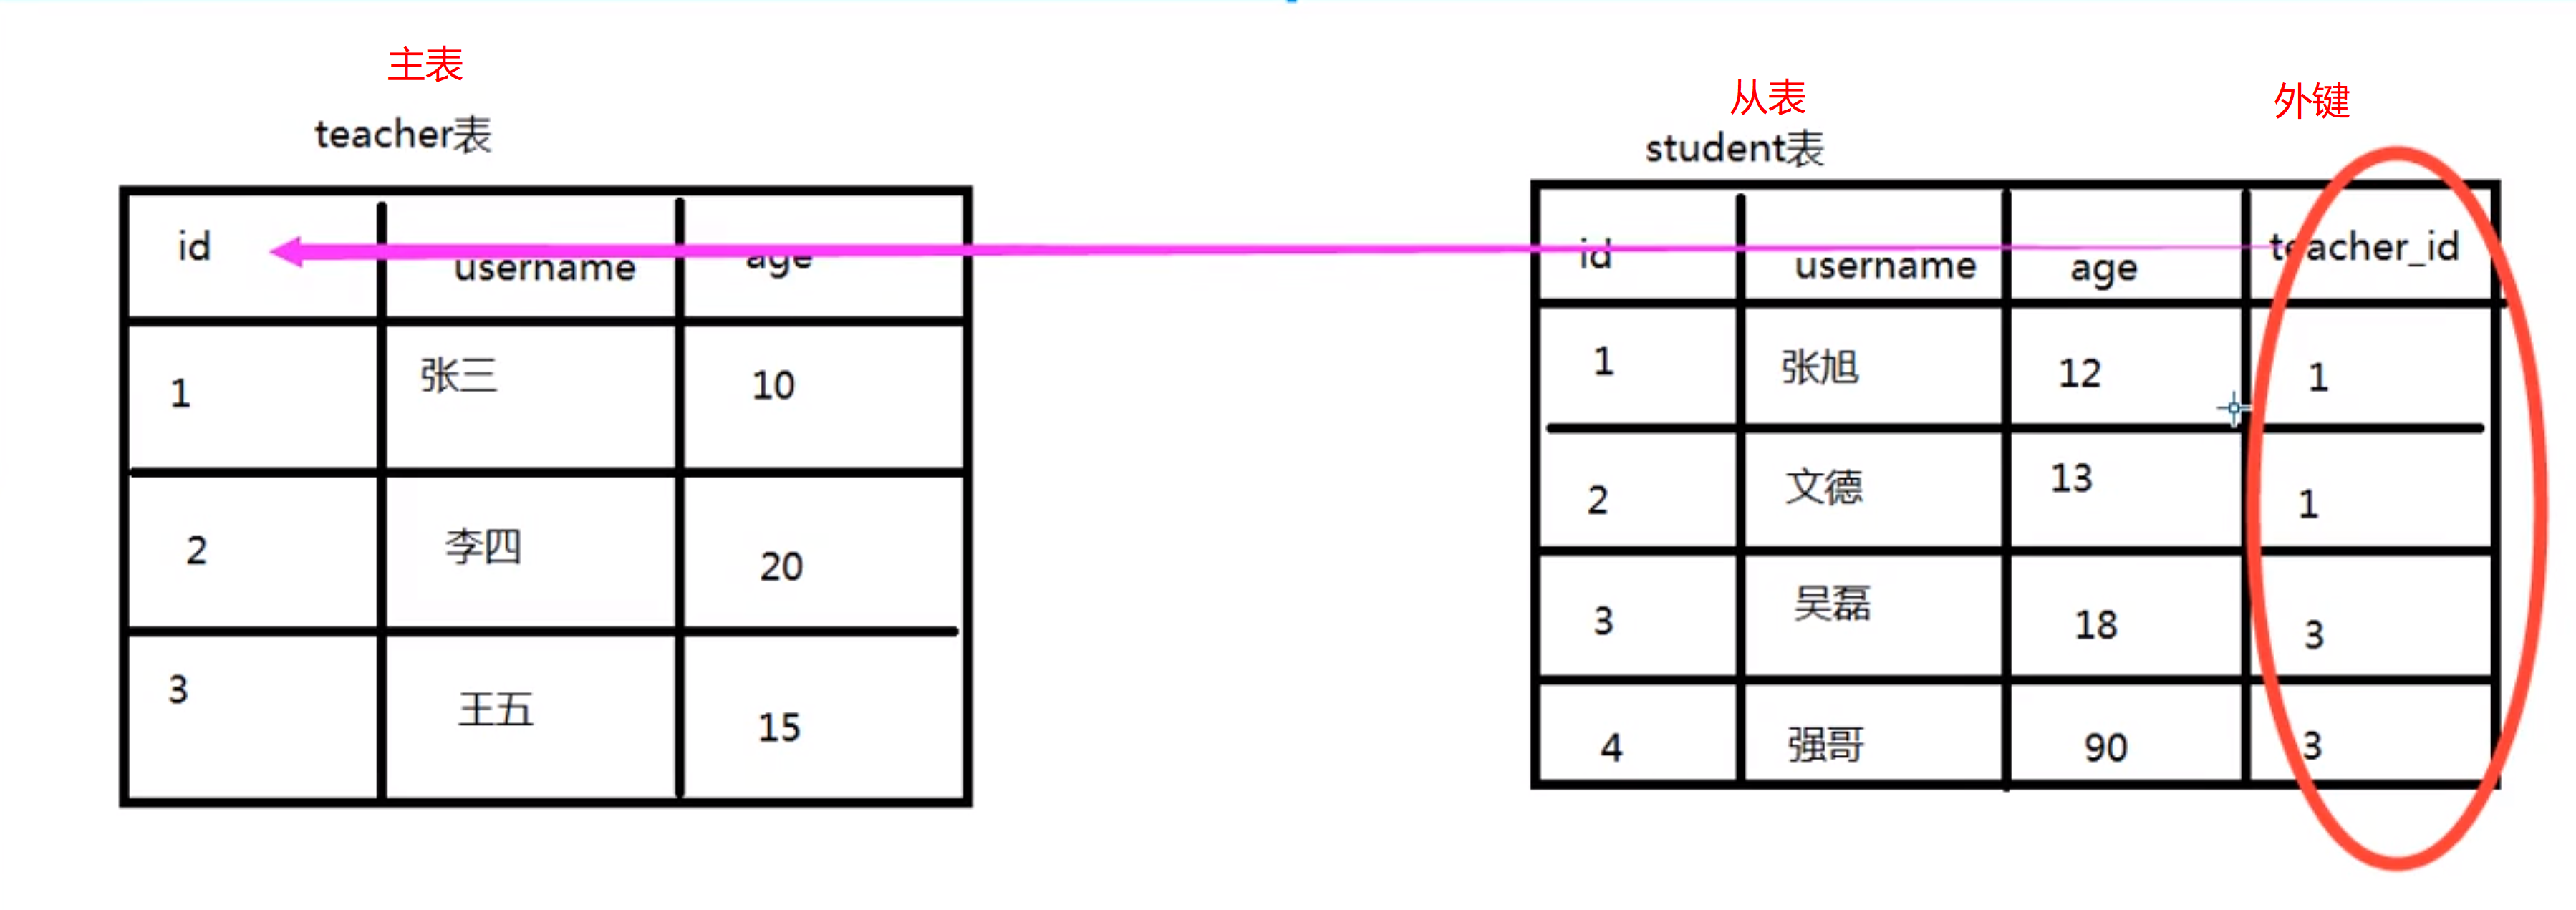 主表
teacher表
id username age
1 张三 10
2 李四 20
3 王五 15
从表
外键
student表
id username age teacher_id
1 张旭 12 1
2 文德 13 1
3 吴磊 18 3
4 强哥 90 3